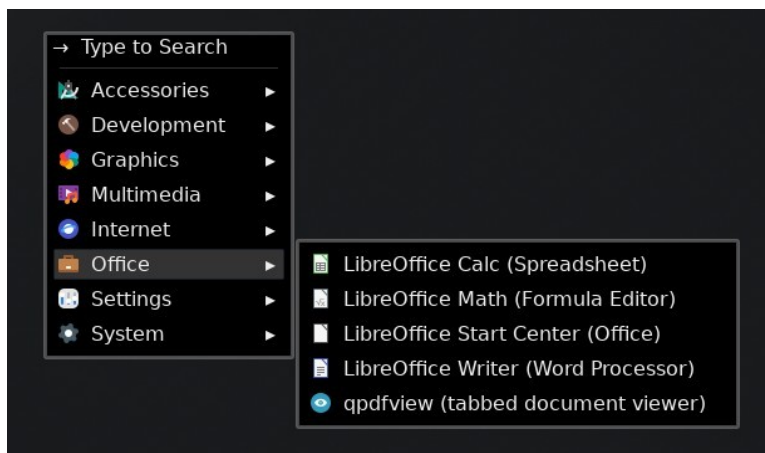 → Type to Search
Accessories ▸
Development ▸
Graphics ▸
Multimedia ▸
Internet ▸
Office ▸
Settings ▸
System ▸
LibreOffice Calc (Spreadsheet)
LibreOffice Math (Formula Editor)
LibreOffice Start Center (Office)
LibreOffice Writer (Word Processor)
qpdfview (tabbed document viewer)